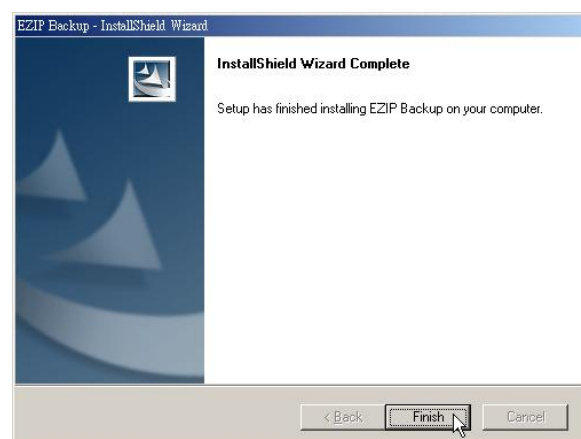 EZIP Backup - InstallShield Wizard
InstallShield Wizard Complete
Setup has finished installing EZIP Backup on your computer.
< Back Finish Cancel